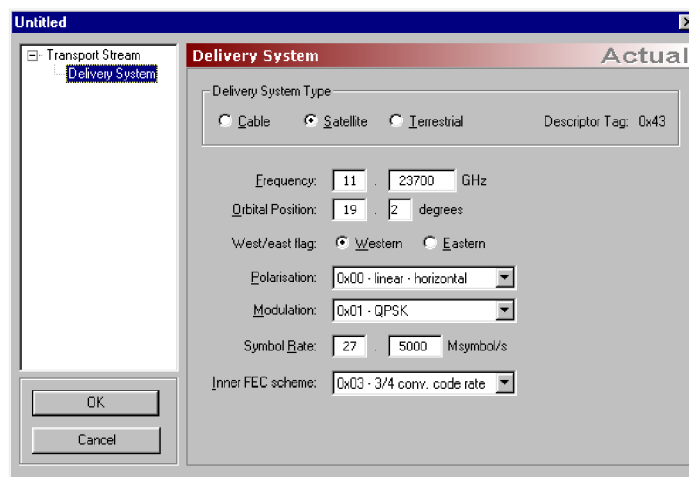 Untitled
Transport Stream
Delivery System
Delivery System Actual
Delivery System Type
Cable Satellite Terrestrial Descriptor Tag: 0x43
Frequency: 11 . 23700 GHz
Orbital Position: 19 . 2 degrees
West/east flag: Western Eastern
Polarisation: 0x00 - linear - horizontal
Modulation: 0x01 - QPSK
Symbol Rate: 27 . 5000 Msymbol/s
Inner FEC scheme: 0x03 - 3/4 conv. code rate
OK
Cancel